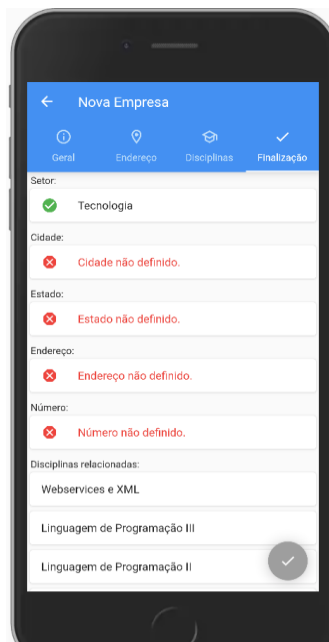 Nova Empresa
Geral
Endereço
Disciplinas
Finalização
Setor:
Tecnologia
Cidade:
Cidade não definido.
Estado:
Estado não definido.
Endereço:
Endereço não definido.
Número:
Número não definido.
Disciplinas relacionadas:
Webservices e XML
Linguagem de Programação III
Linguagem de Programação II